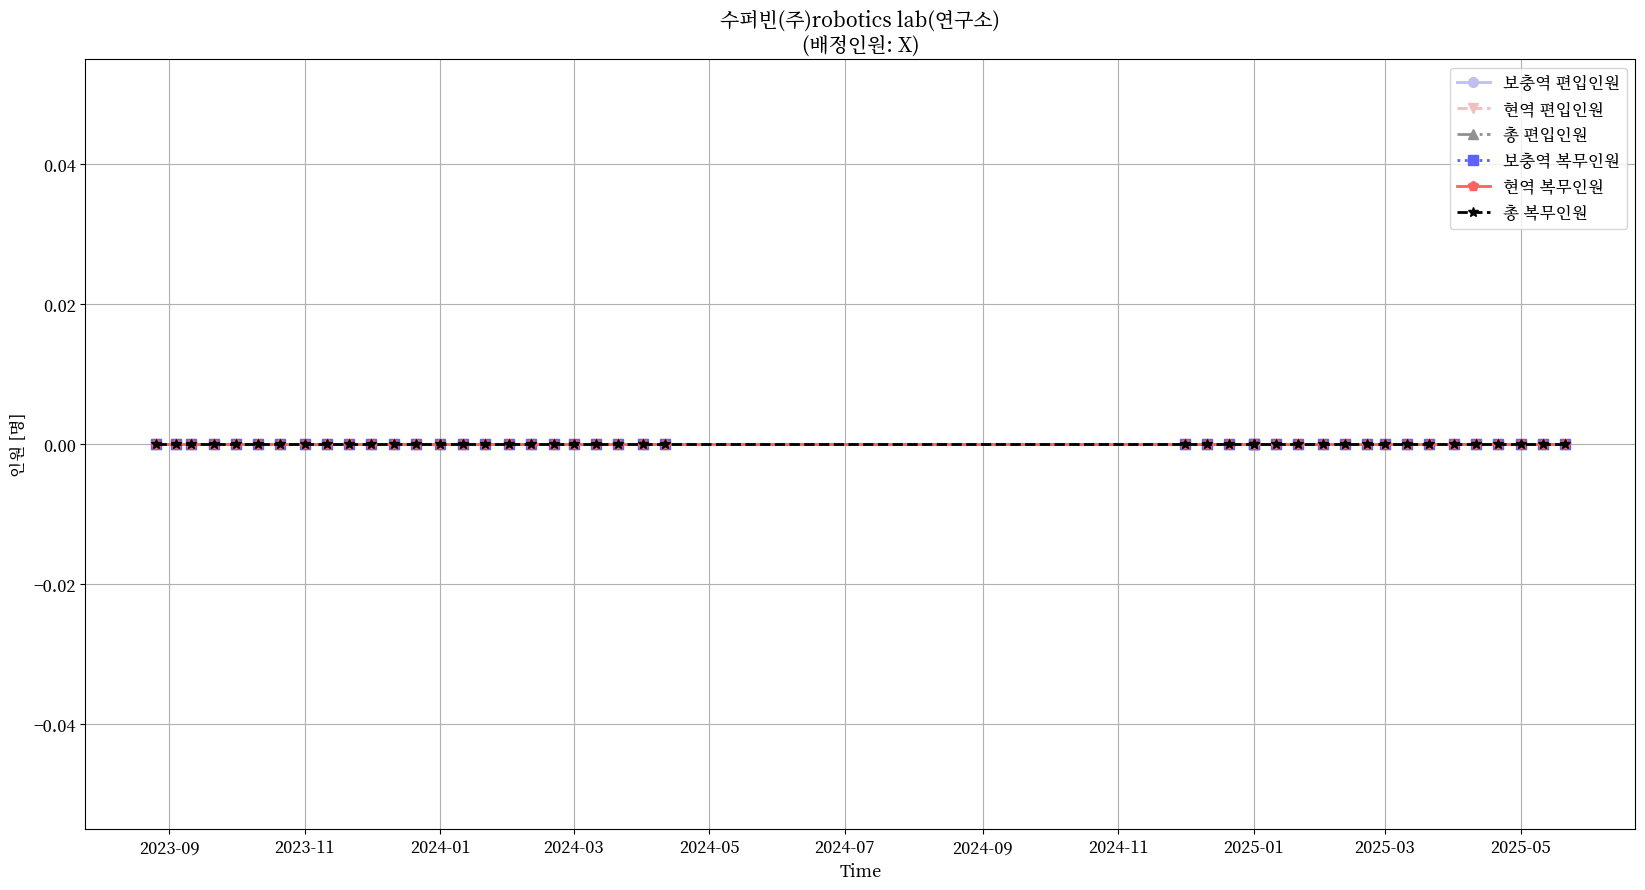 수퍼빈(주)robotics lab(연구소)
(배정인원: X)
보충역 편입인원
현역 편입인원
총 편입인원
보충역 복무인원
현역 복무인원
총 복무인원
인원 [명]
0.04
0.02
0.00
−0.02
−0.04
2023-09
2023-11
2024-01
2024-03
2024-05
2024-07
2024-09
2024-11
2025-01
2025-03
2025-05
Time